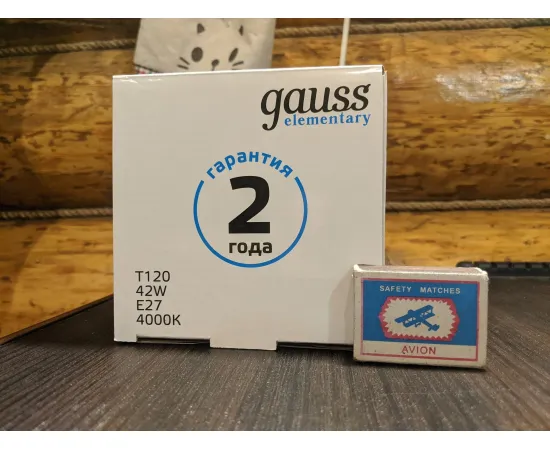 gauss
elementary
гарантия
2
года
T120
42W
E27
4000K
SAFETY MATCHES
AVION